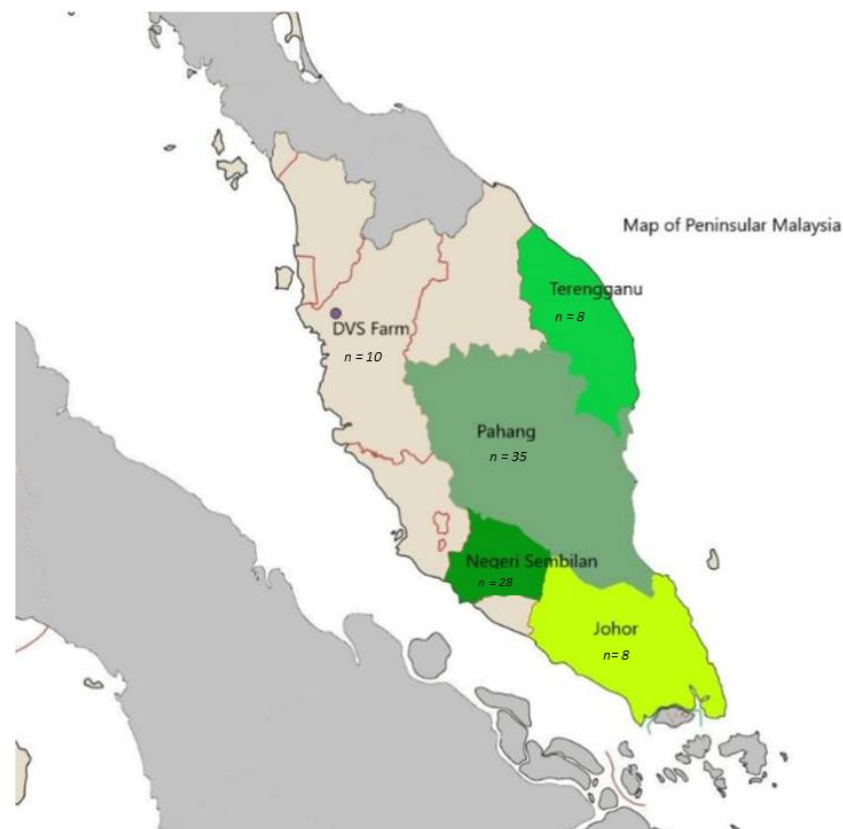 Map of Peninsular Malaysia
Terengganu
n = 8
DVS Farm
n = 10
Pahang
n = 35
Negeri Sembilan
n = 28
Johor
n= 8